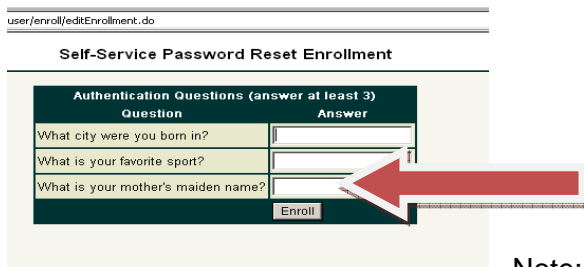 user/enroll/editEnrollment.do
Self-Service Password Reset Enrollment
Authentication Questions (answer at least 3)
Question Answer
What city were you born in?
What is your favorite sport?
What is your mother's maiden name?
Enroll
Note: